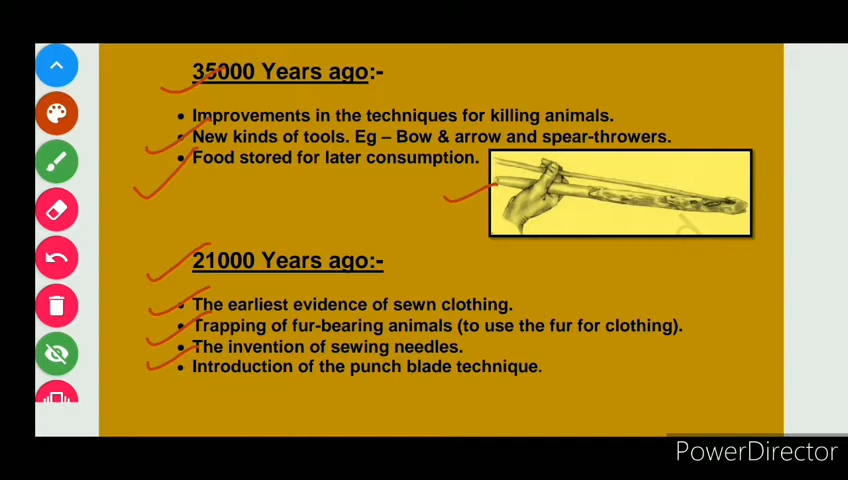 35000 Years ago:-
• Improvements in the techniques for killing animals.
• New kinds of tools. Eg – Bow & arrow and spear-throwers.
• Food stored for later consumption.
21000 Years ago:-
• The earliest evidence of sewn clothing.
• Trapping of fur-bearing animals (to use the fur for clothing).
• The invention of sewing needles.
• Introduction of the punch blade technique.
PowerDirector